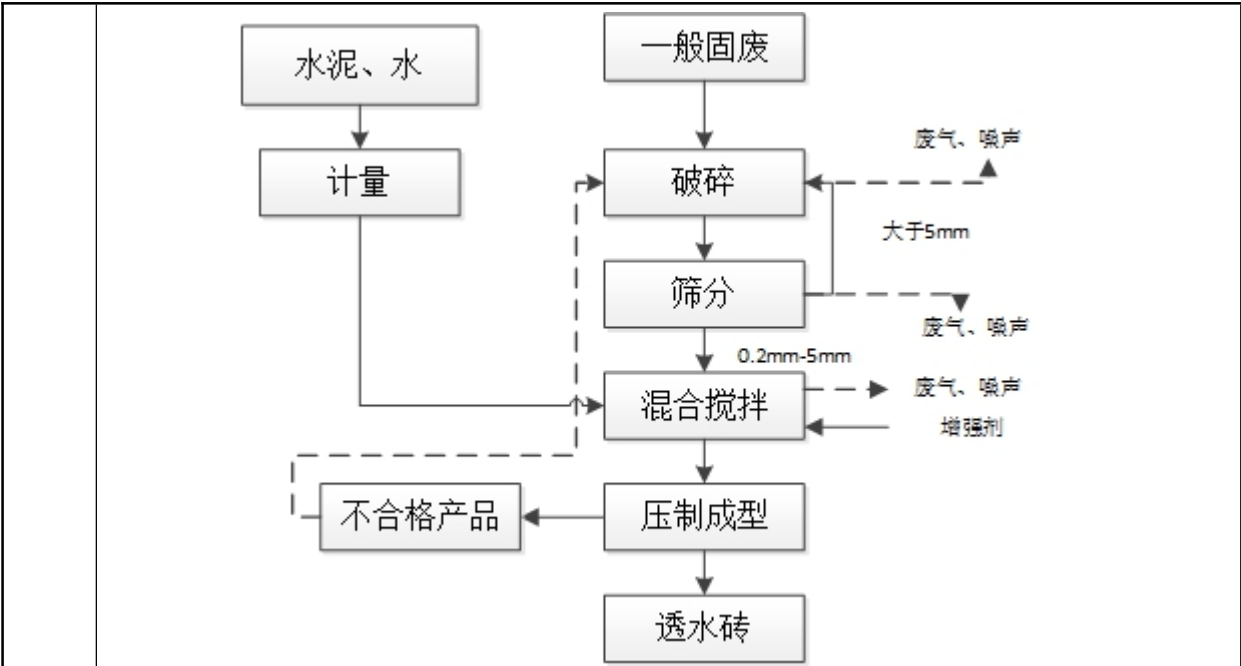 水泥、水
一般固废
计量
破碎
废气、噪声
大于5mm
筛分
废气、噪声
0.2mm-5mm
混合搅拌
废气、噪声
增强剂
不合格产品
压制成型
透水砖